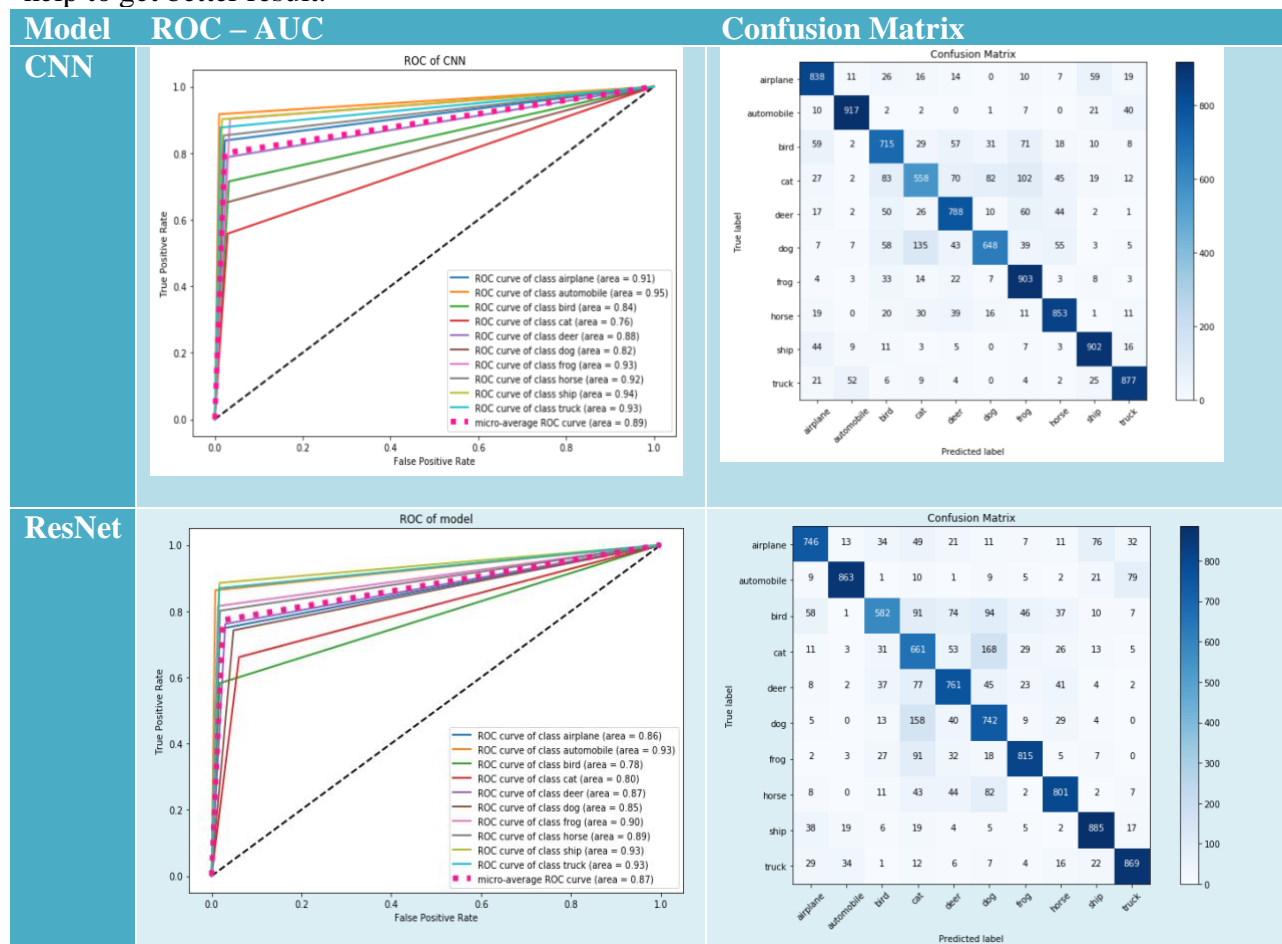 help to get better result.
Model ROC – AUC Confusion Matrix
CNN
ROC of CNN
1.0
0.8
0.6
0.4
0.2
0.0
True Positive Rate
ROC curve of class airplane (area = 0.91)
ROC curve of class automobile (area = 0.95)
ROC curve of class bird (area = 0.84)
ROC curve of class cat (area = 0.76)
ROC curve of class deer (area = 0.88)
ROC curve of class dog (area = 0.82)
ROC curve of class frog (area = 0.93)
ROC curve of class horse (area = 0.92)
ROC curve of class ship (area = 0.94)
ROC curve of class truck (area = 0.93)
micro-average ROC curve (area = 0.89)
0.0 0.2 0.4 0.6 0.8 1.0
False Positive Rate
Confusion Matrix
True label
airplane 838 11 26 16 14 0 10 7 59 19
automobile 10 917 2 2 0 1 7 0 21 40
bird 59 2 715 29 57 31 71 18 10 8
cat 27 2 83 558 70 82 102 45 19 12
deer 17 2 50 26 788 10 60 44 2 1
dog 7 7 58 135 43 648 39 55 3 5
frog 4 3 33 14 22 7 903 3 8 3
horse 19 0 20 30 39 16 11 853 1 11
ship 44 9 11 3 5 0 7 3 902 16
truck 21 52 6 9 4 0 4 2 25 877
airplane automobile bird cat deer dog frog horse ship truck
Predicted label
800
600
400
200
0
ResNet
ROC of model
1.0
0.8
0.6
0.4
0.2
0.0
True Positive Rate
ROC curve of class airplane (area = 0.86)
ROC curve of class automobile (area = 0.93)
ROC curve of class bird (area = 0.78)
ROC curve of class cat (area = 0.80)
ROC curve of class deer (area = 0.87)
ROC curve of class dog (area = 0.85)
ROC curve of class frog (area = 0.90)
ROC curve of class horse (area = 0.89)
ROC curve of class ship (area = 0.93)
ROC curve of class truck (area = 0.93)
micro-average ROC curve (area = 0.87)
0.0 0.2 0.4 0.6 0.8 1.0
False Positive Rate
Confusion Matrix
True label
airplane 746 13 34 49 21 11 7 11 76 32
automobile 9 863 1 10 1 9 5 2 21 79
bird 58 1 582 91 74 94 46 37 10 7
cat 11 3 31 661 53 168 29 26 13 5
deer 8 2 37 77 761 45 23 41 4 2
dog 5 0 13 158 40 742 9 29 4 0
frog 2 3 27 91 32 18 815 5 7 0
horse 8 0 11 43 44 82 2 801 2 7
ship 38 19 6 19 4 5 5 2 885 17
truck 29 34 1 12 6 7 4 16 22 869
airplane automobile bird cat deer dog frog horse ship truck
Predicted label
800
700
600
500
400
300
200
100
0